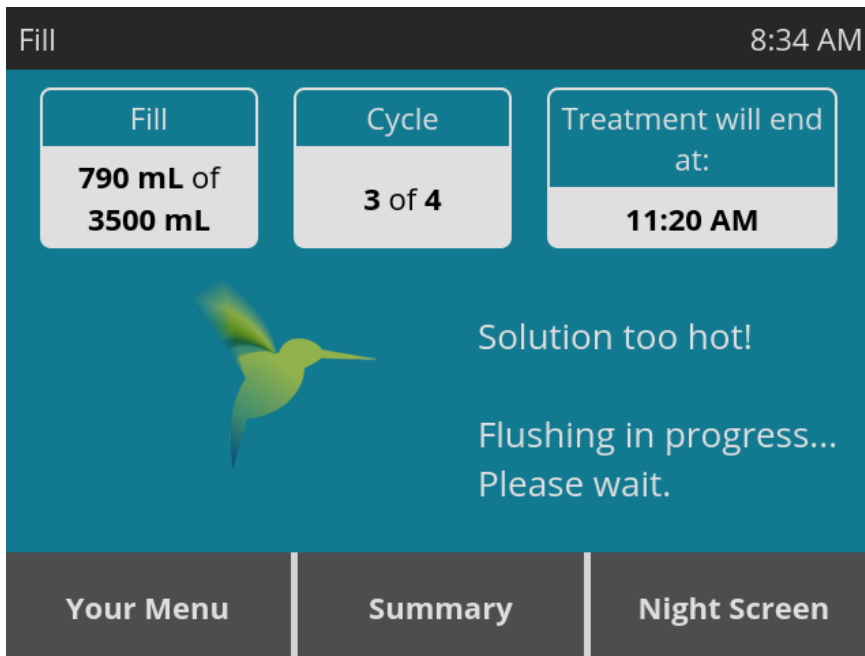 Fill
8:34 AM
Fill
790 mL of
3500 mL
Cycle
3 of 4
Treatment will end
at:
11:20 AM
Solution too hot!
Flushing in progress...
Please wait.
Your Menu
Summary
Night Screen